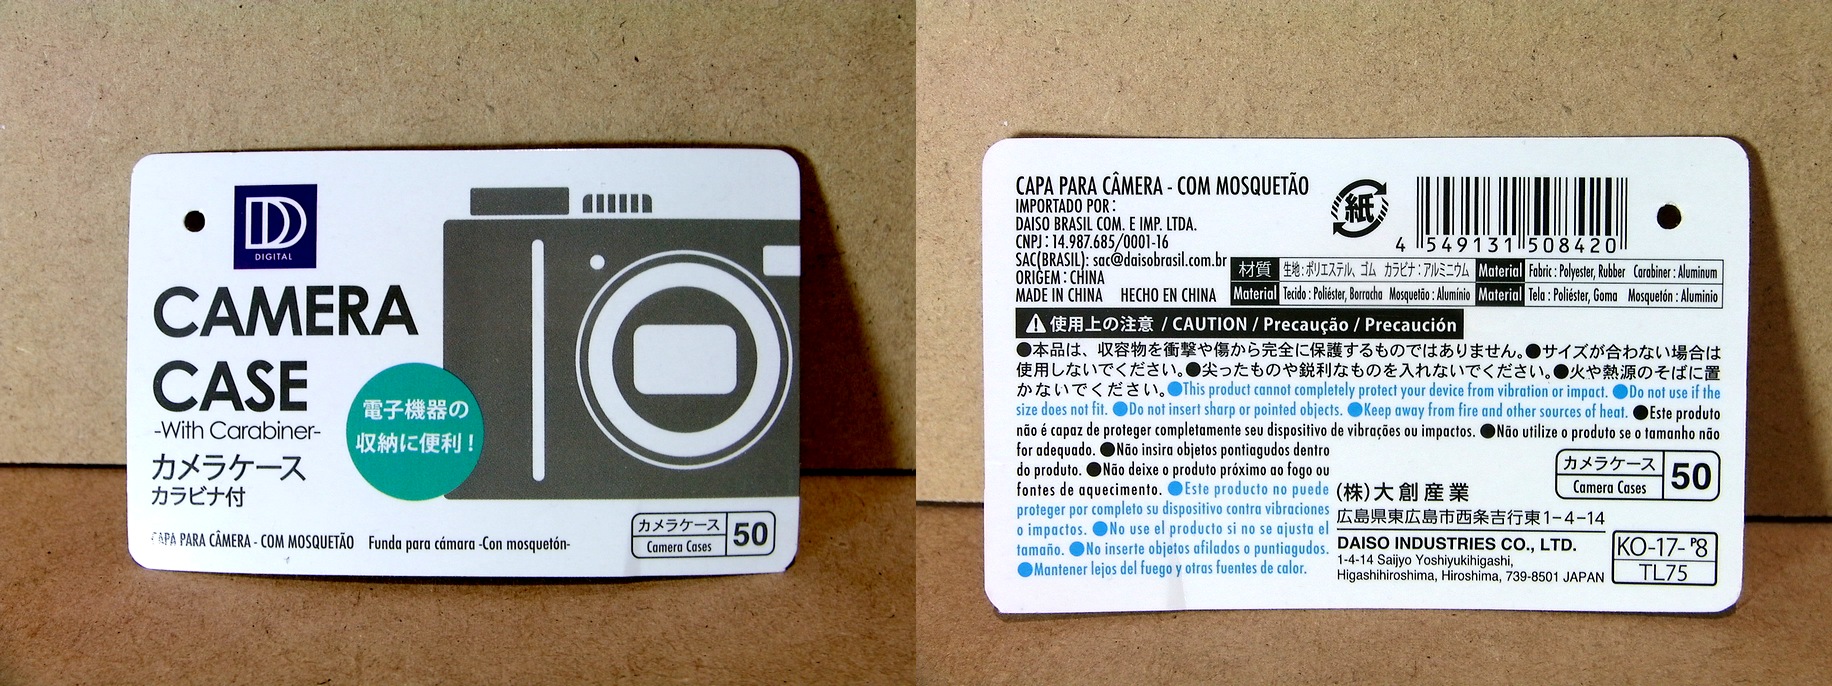 DIGITAL
CAMERA
CASE
-With Carabiner-
カメラケース
カラビナ付
電子機器の
収納に便利！
CAPA PARA CÂMERA - COM MOSQUETÃO Funda para cámara -Con mosquetón-
カメラケース
Camera Cases
50
CAPA PARA CÂMERA - COM MOSQUETÃO
IMPORTADO POR :
DAISO BRASIL COM. E IMP. LTDA.
CNPJ : 14.987.685/0001-16
SAC(BRASIL): sac@daisobrasil.com.br
ORIGEM : CHINA
MADE IN CHINA HECHO EN CHINA
紙
4 549131 508420
材質 生地：ポリエステル、ゴム カラビナ：アルミニウム Material Fabric : Polyester, Rubber Carabiner : Aluminum
Material Tecido : Poliéster, Borracha Mosquetão : Alumínio Material Tela : Poliéster, Goma Mosquetón : Aluminio
使用上の注意 / CAUTION / Precaução / Precaución
●本品は、収容物を衝撃や傷から完全に保護するものではありません。●サイズが合わない場合は
使用しないでください。●尖ったものや鋭利なものを入れないでください。●火や熱源のそばに置
かないでください。●This product cannot completely protect your device from vibration or impact. ●Do not use if the
size does not fit. ●Do not insert sharp or pointed objects. ●Keep away from fire and other sources of heat. ●Este produto
não é capaz de proteger completamente seu dispositivo de vibrações ou impactos. ●Não utilize o produto se o tamanho não
for adequado. ●Não insira objetos pontiagudos dentro
do produto. ●Não deixe o produto próximo ao fogo ou
fontes de aquecimento. ●Este producto no puede
proteger por completo su dispositivo contra vibraciones
o impactos. ●No use el producto si no se ajusta el
tamaño. ●No inserte objetos afilados o puntiagudos.
●Mantener lejos del fuego y otras fuentes de calor.
カメラケース
Camera Cases
50
(株)大創産業
広島県東広島市西条吉行東1-4-14
DAISO INDUSTRIES CO., LTD.
1-4-14 Saijyo Yoshiyukihigashi,
Higashihiroshima, Hiroshima, 739-8501 JAPAN
KO-17-P8
TL75